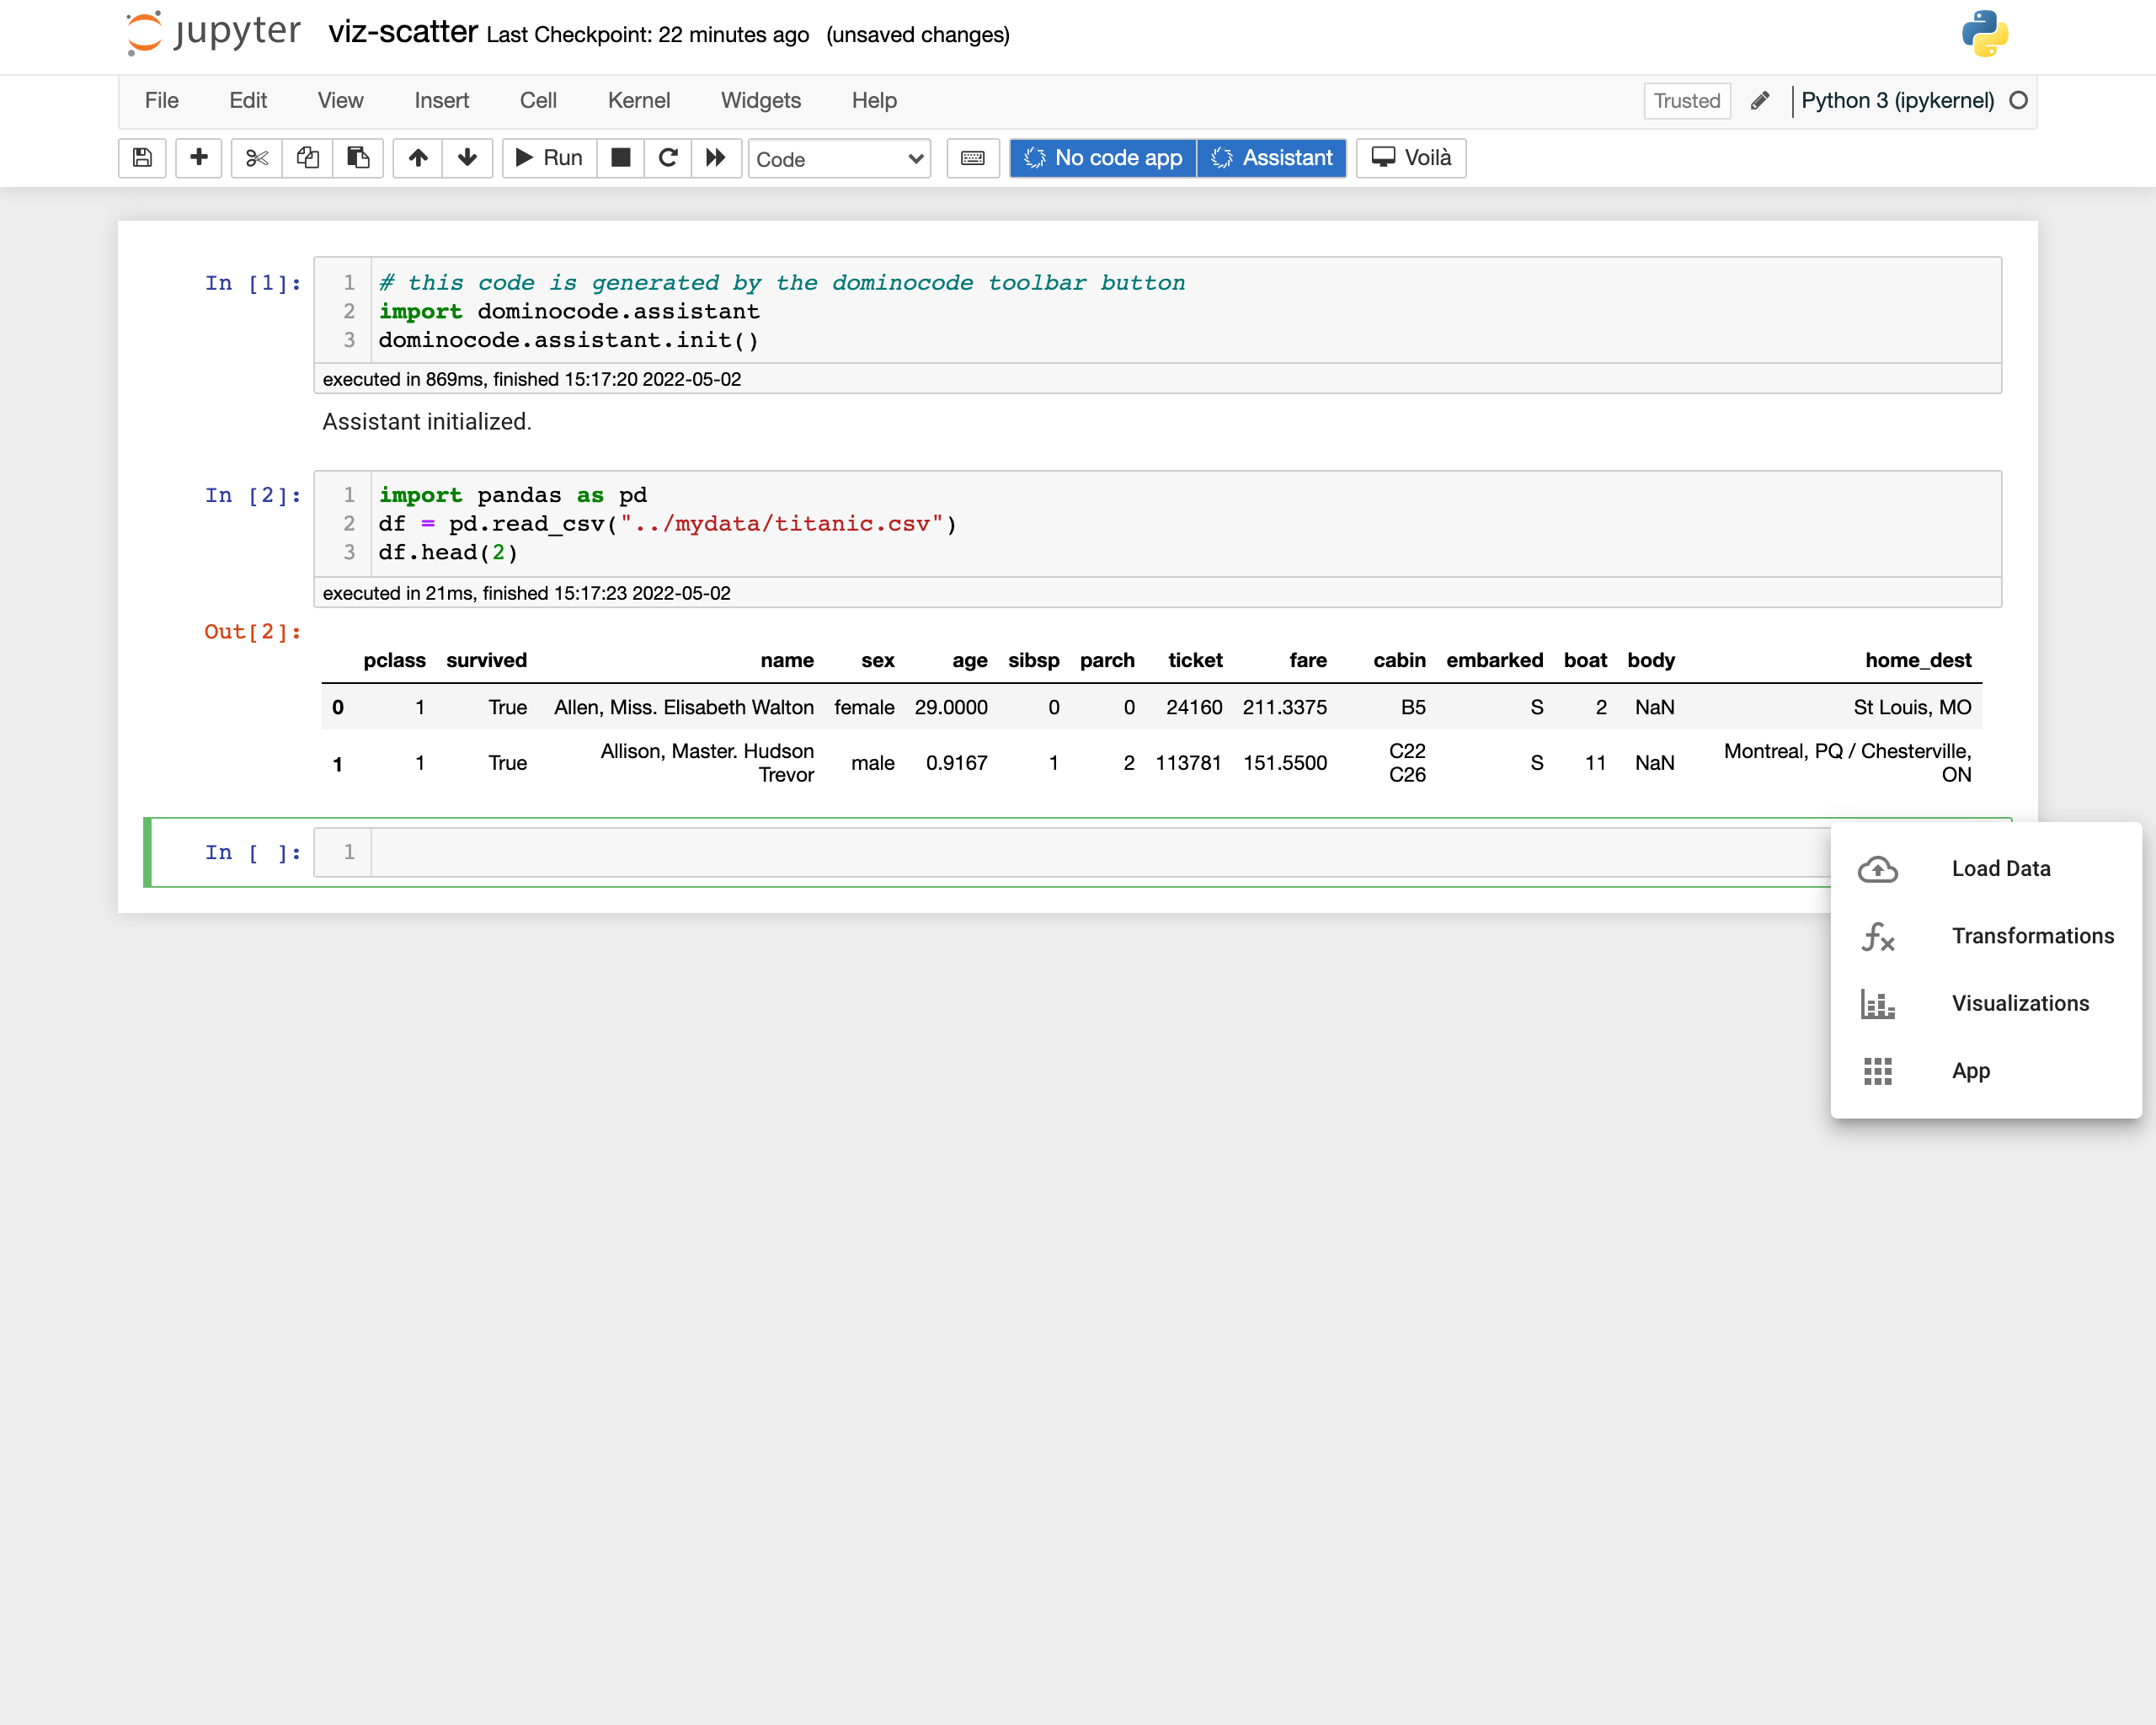 jupyter viz-scatter Last Checkpoint: 22 minutes ago (unsaved changes)
File Edit View Insert Cell Kernel Widgets Help Trusted Python 3 (ipykernel)
Run Code No code app Assistant Voilà
In [1]: 1 # this code is generated by the dominocode toolbar button
2 import dominocode.assistant
3 dominocode.assistant.init()
executed in 869ms, finished 15:17:20 2022-05-02
Assistant initialized.
In [2]: 1 import pandas as pd
2 df = pd.read_csv("../mydata/titanic.csv")
3 df.head(2)
executed in 21ms, finished 15:17:23 2022-05-02
Out[2]:
pclass survived name sex age sibsp parch ticket fare cabin embarked boat body home_dest
0 1 True Allen, Miss. Elisabeth Walton female 29.0000 0 0 24160 211.3375 B5 S 2 NaN St Louis, MO
1 1 True Allison, Master. Hudson Trevor male 0.9167 1 2 113781 151.5500 C22 C26 S 11 NaN Montreal, PQ / Chesterville, ON
In [ ]: 1
Load Data
Transformations
Visualizations
App